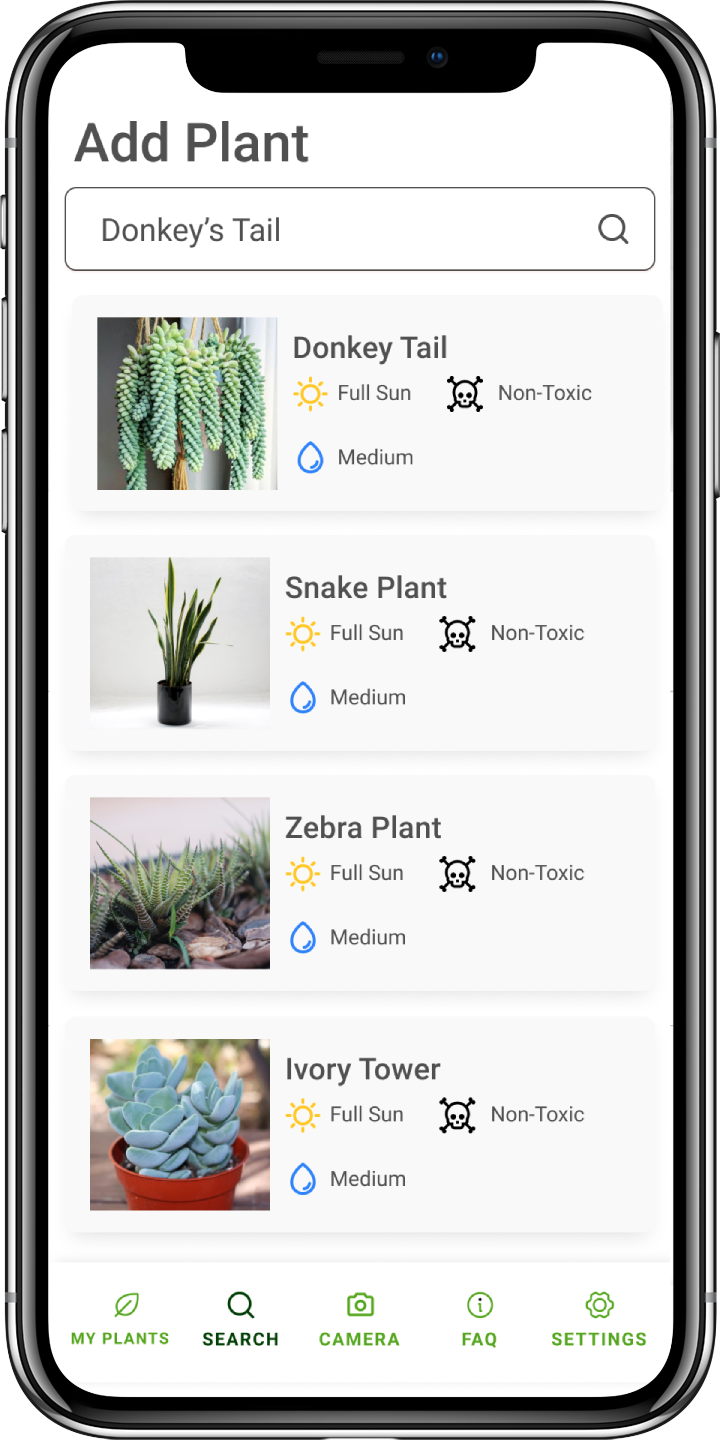 Add Plant
Donkey’s Tail
Donkey Tail
Full Sun Non-Toxic
Medium
Snake Plant
Full Sun Non-Toxic
Medium
Zebra Plant
Full Sun Non-Toxic
Medium
Ivory Tower
Full Sun Non-Toxic
Medium
MY PLANTS SEARCH CAMERA FAQ SETTINGS